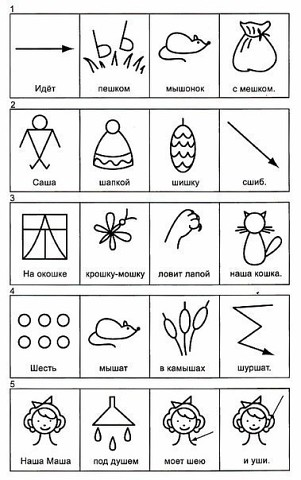 1
Идёт пешком мышонок с мешком.
2
Саша шапкой шишку сшиб.
3
На окошке крошку-мошку ловит лапой наша кошка.
4
Шесть мышат в камышах шуршат.
5
Наша Маша под душем моет шею и уши.